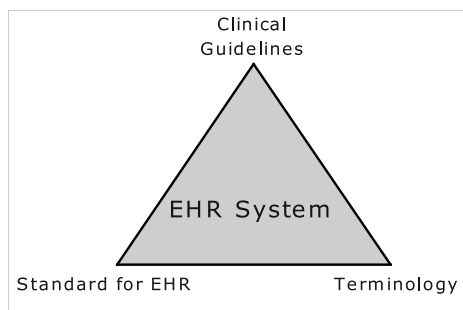 Clinical
Guidelines
EHR System
Standard for EHR
Terminology